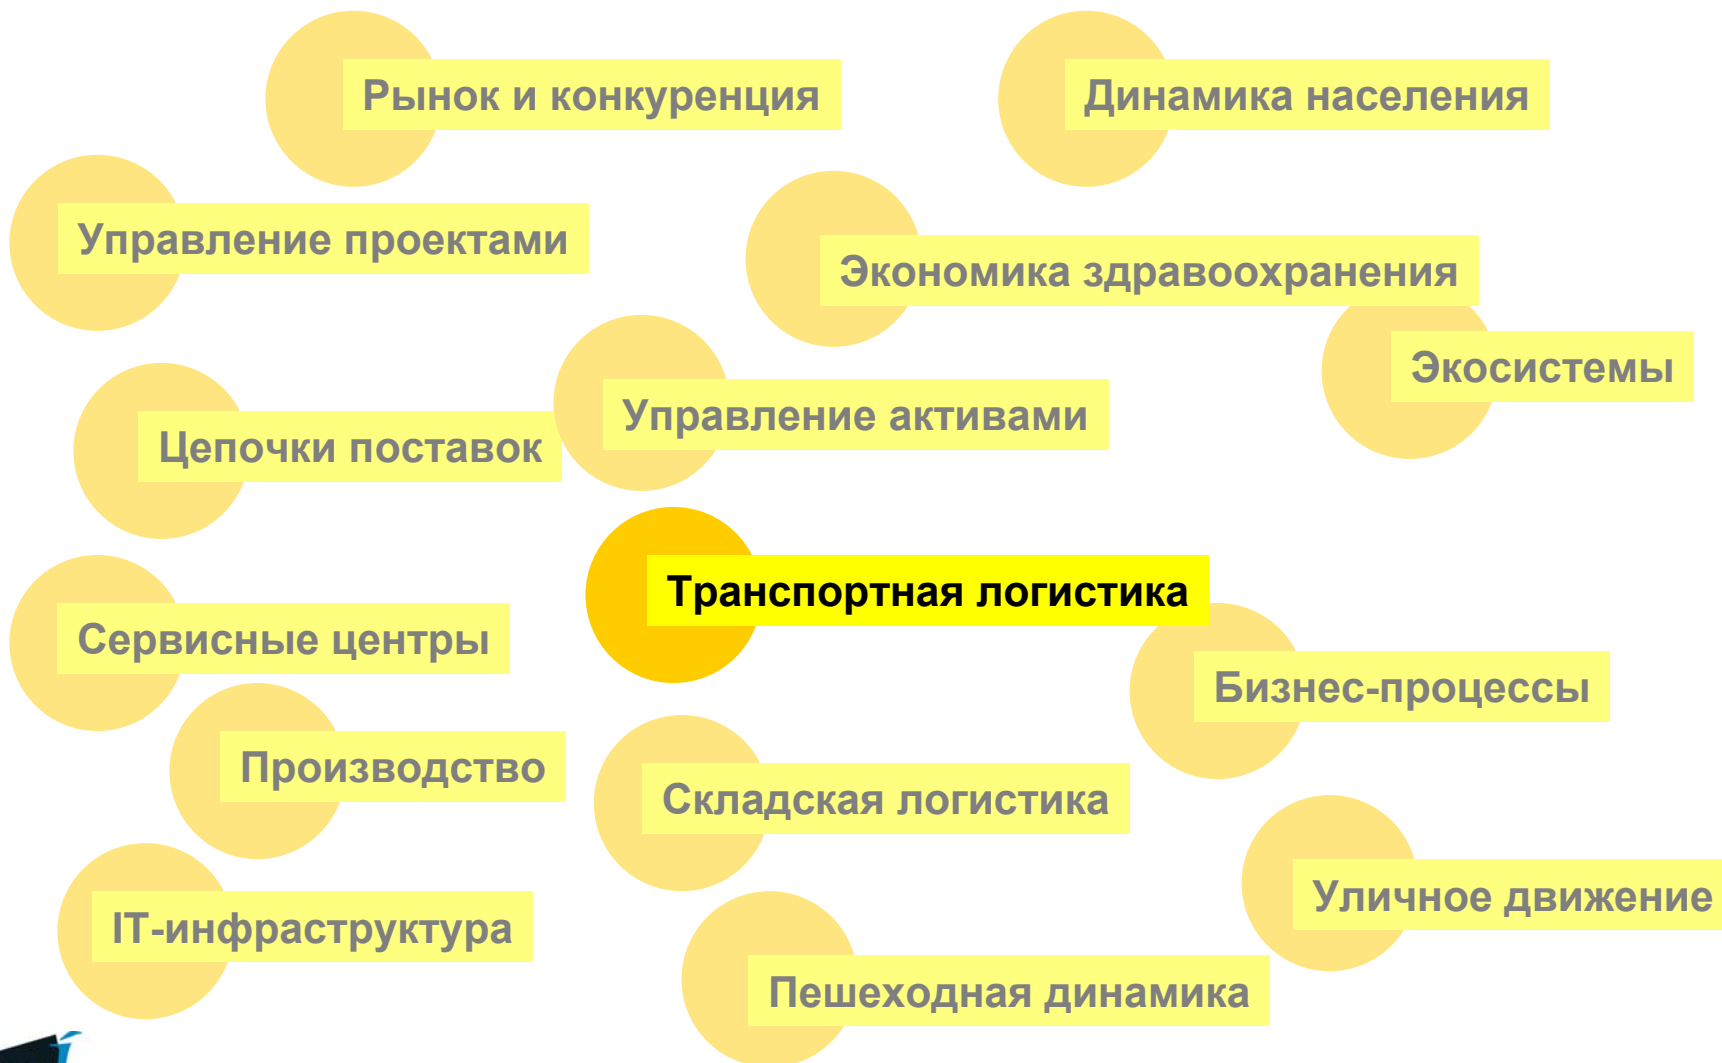 Рынок и конкуренция
Динамика населения
Управление проектами
Экономика здравоохранения
Экосистемы
Управление активами
Цепочки поставок
Транспортная логистика
Сервисные центры
Бизнес-процессы
Производство
Складская логистика
Уличное движение
IT-инфраструктура
Пешеходная динамика